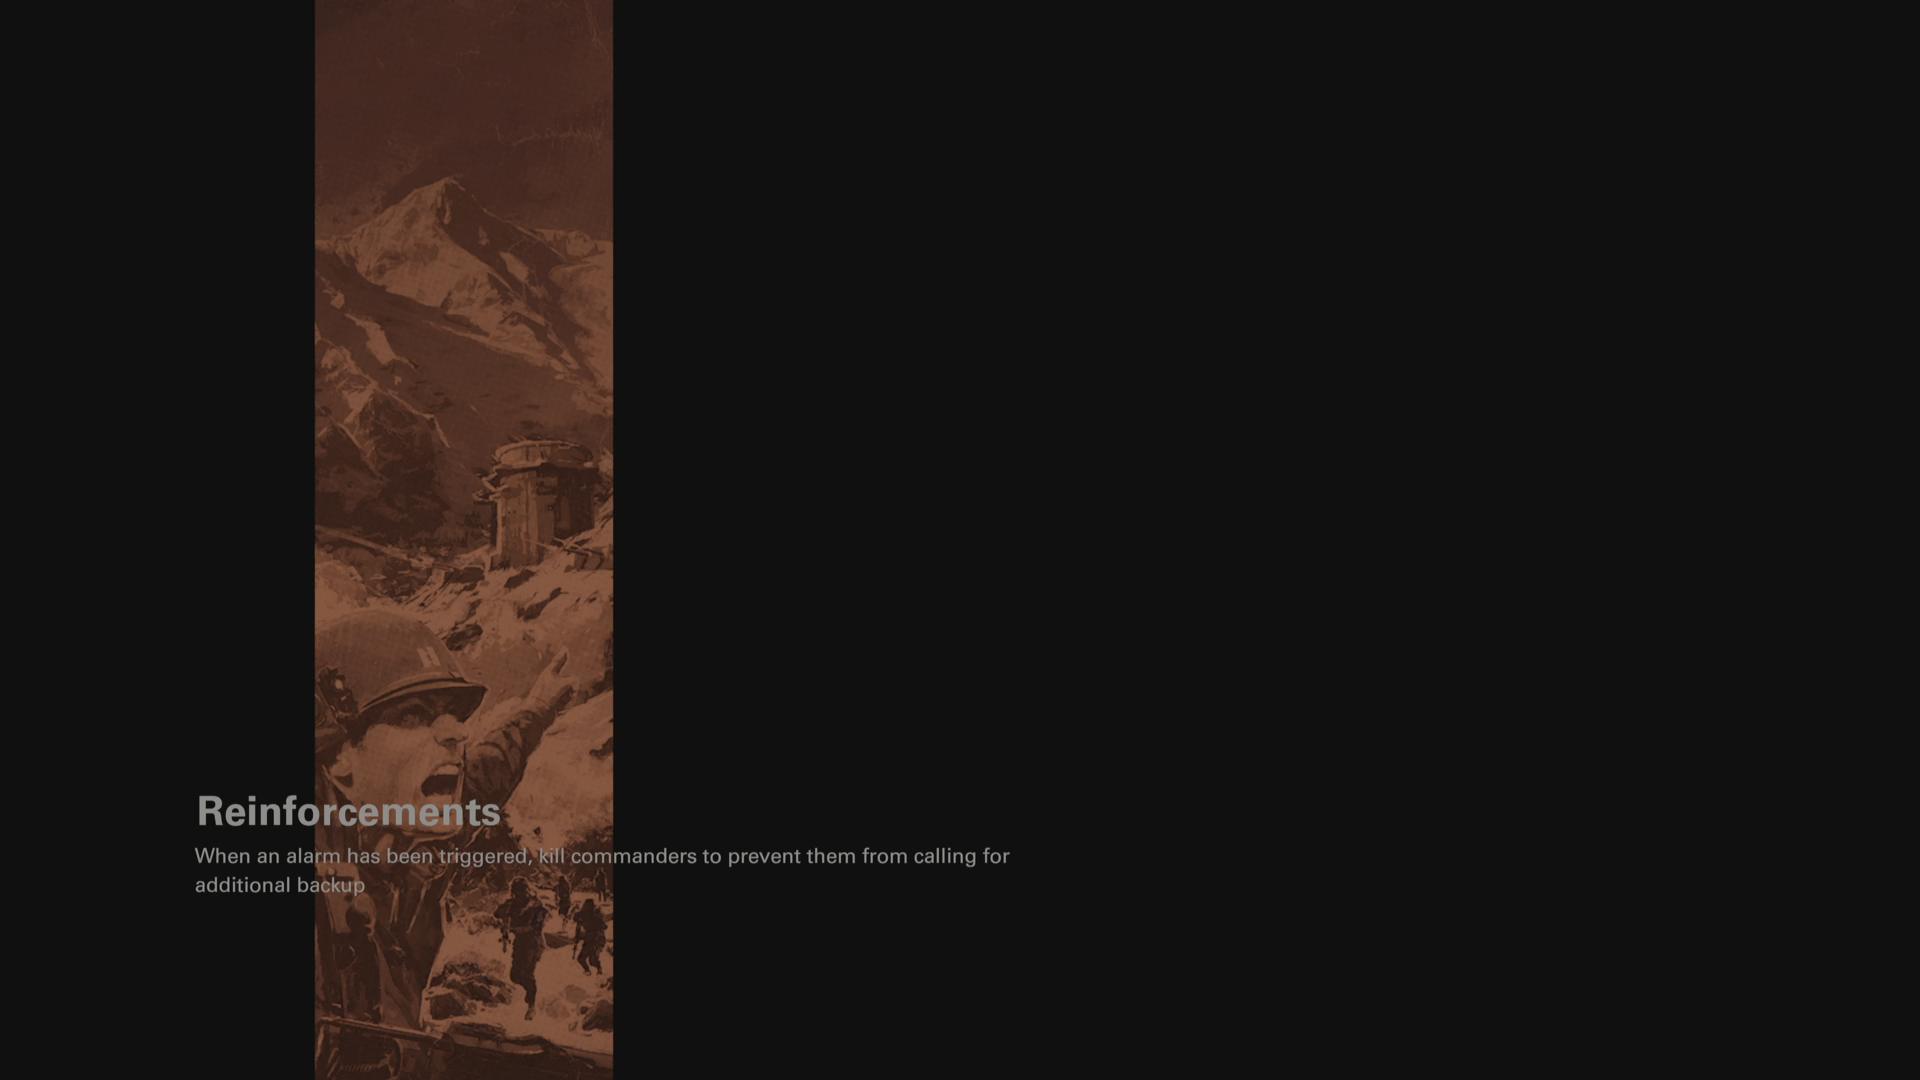 Reinforcements
When an alarm has been triggered, kill commanders to prevent them from calling for
additional backup